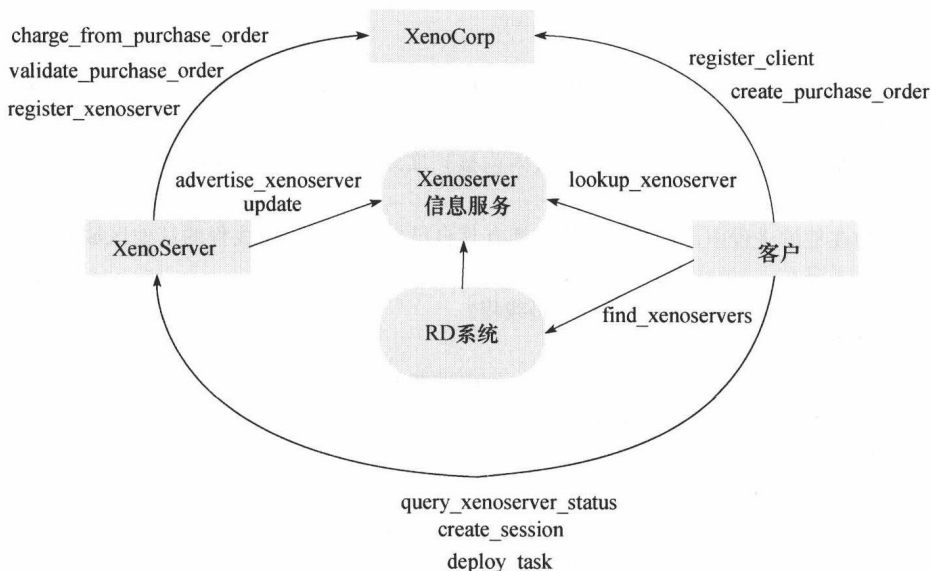 charge_from_purchase_order
XenoCorp
register_client
validate_purchase_order
create_purchase_order
register_xenoserver
advertise_xenoserver
update
Xenoserver
信息服务
lookup_xenoserver
XenoServer
客户
RD系统
find_xenoservers
query_xenoserver_status
create_session
deploy_task